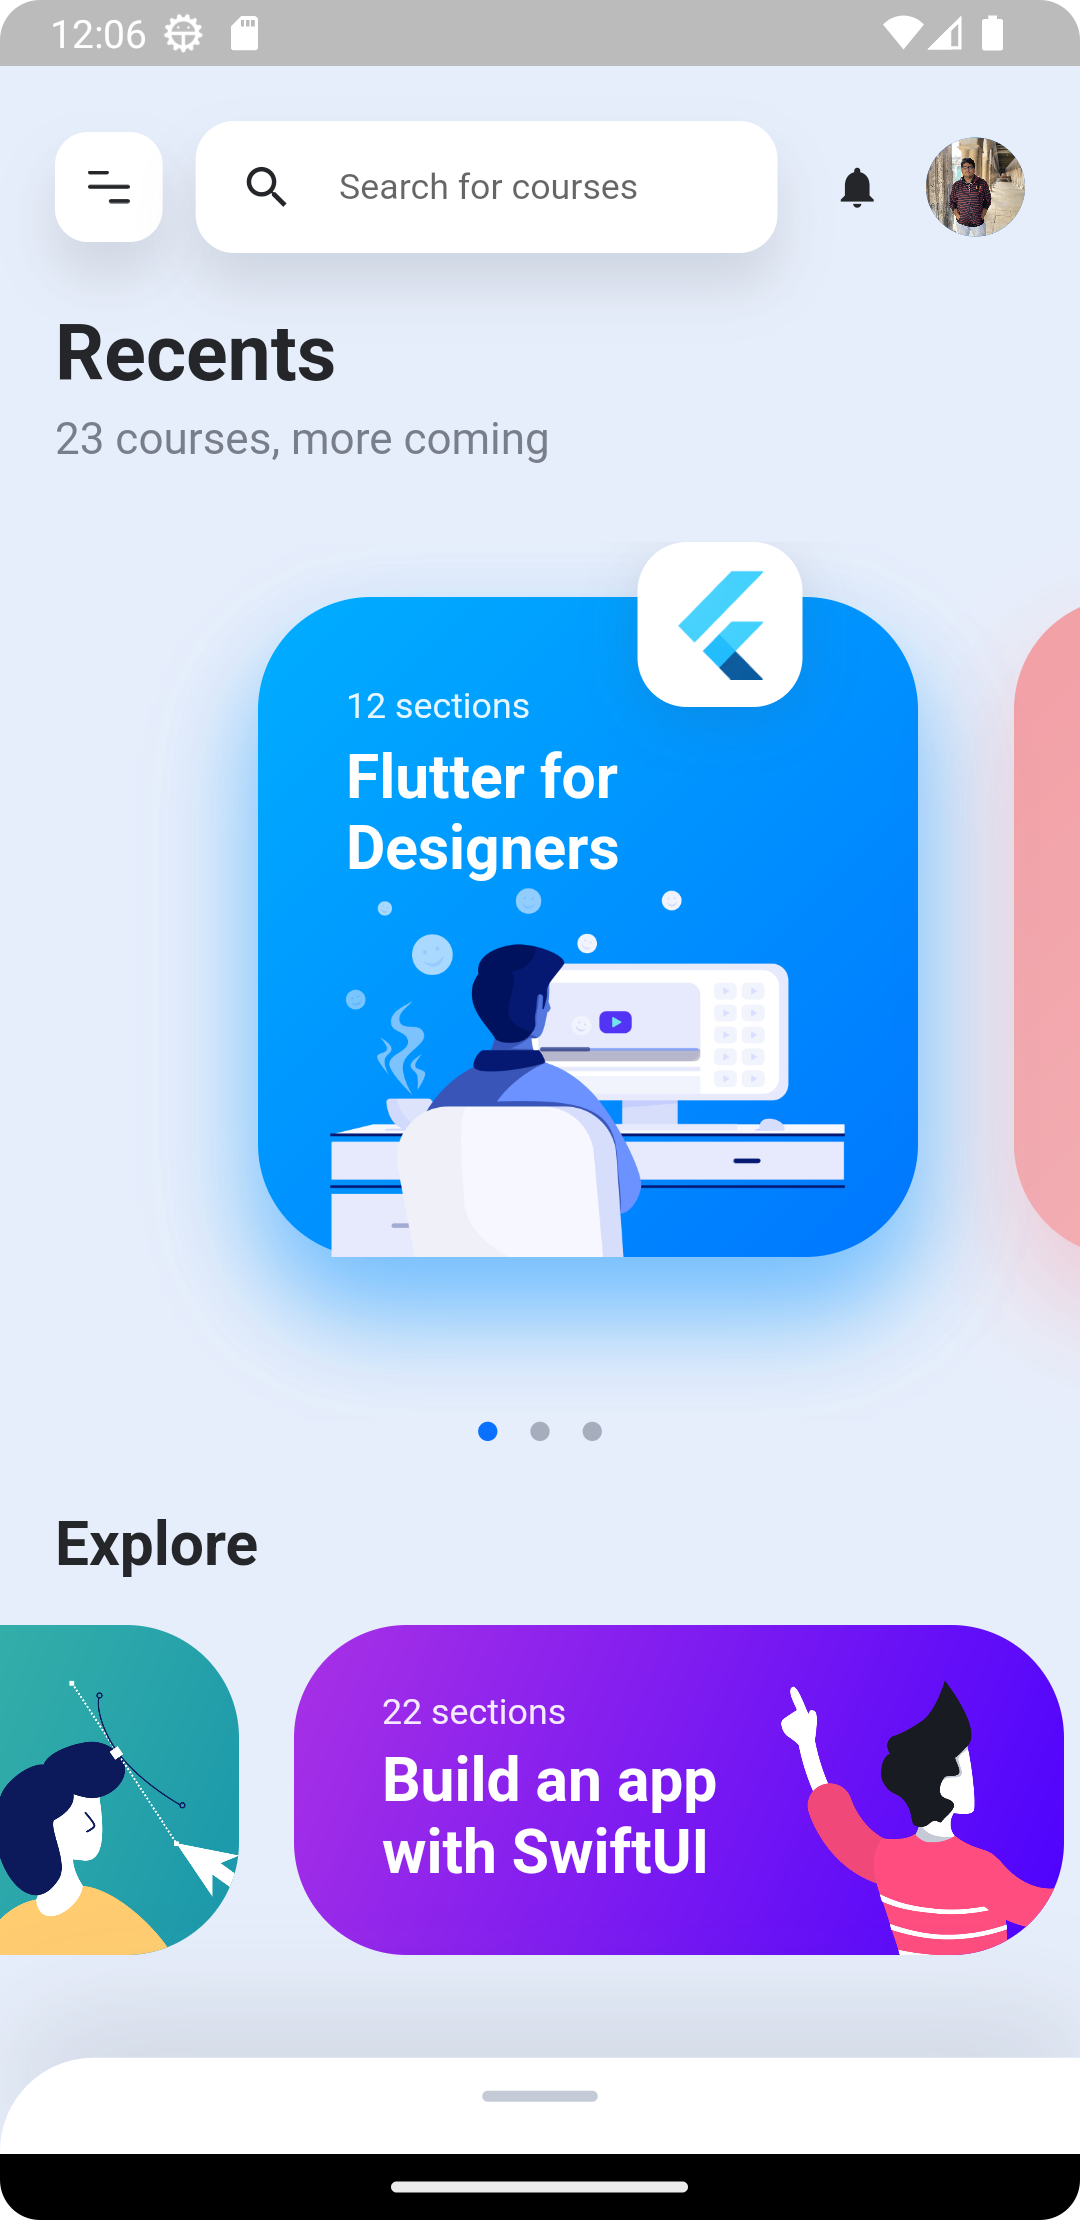 12:06
Search for courses
Recents
23 courses, more coming
12 sections
Flutter for
Designers
Explore
22 sections
Build an app
with SwiftUI